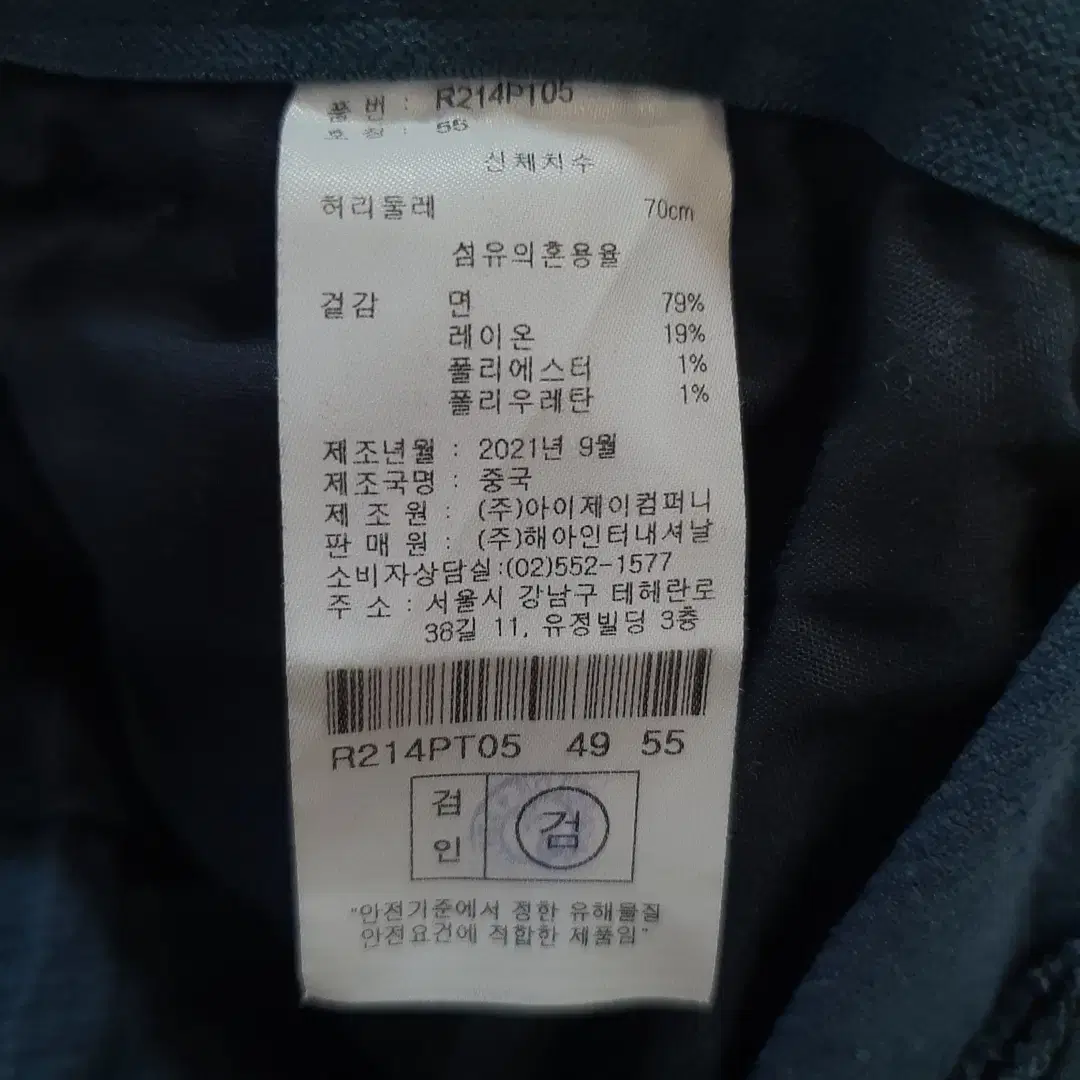 품 번 : R214PT05
호 칭 : 55
신체치수
허리둘레 70cm
섬유의혼용율
겉감 면 79%
레이온 19%
폴리에스터 1%
폴리우레탄 1%
제조년월 : 2021년 9월
제조국명 : 중국
제 조 원 : (주)아이제이컴퍼니
판 매 원 : (주)해아인터내셔날
소비자상담실:(02)552-1577
주 소 : 서울시 강남구 테헤란로
38길 11, 유정빌딩 3층
R214PT05 49 55
검
인
검
"안전기준에서 정한 유해물질
안전요건에 적합한 제품임"